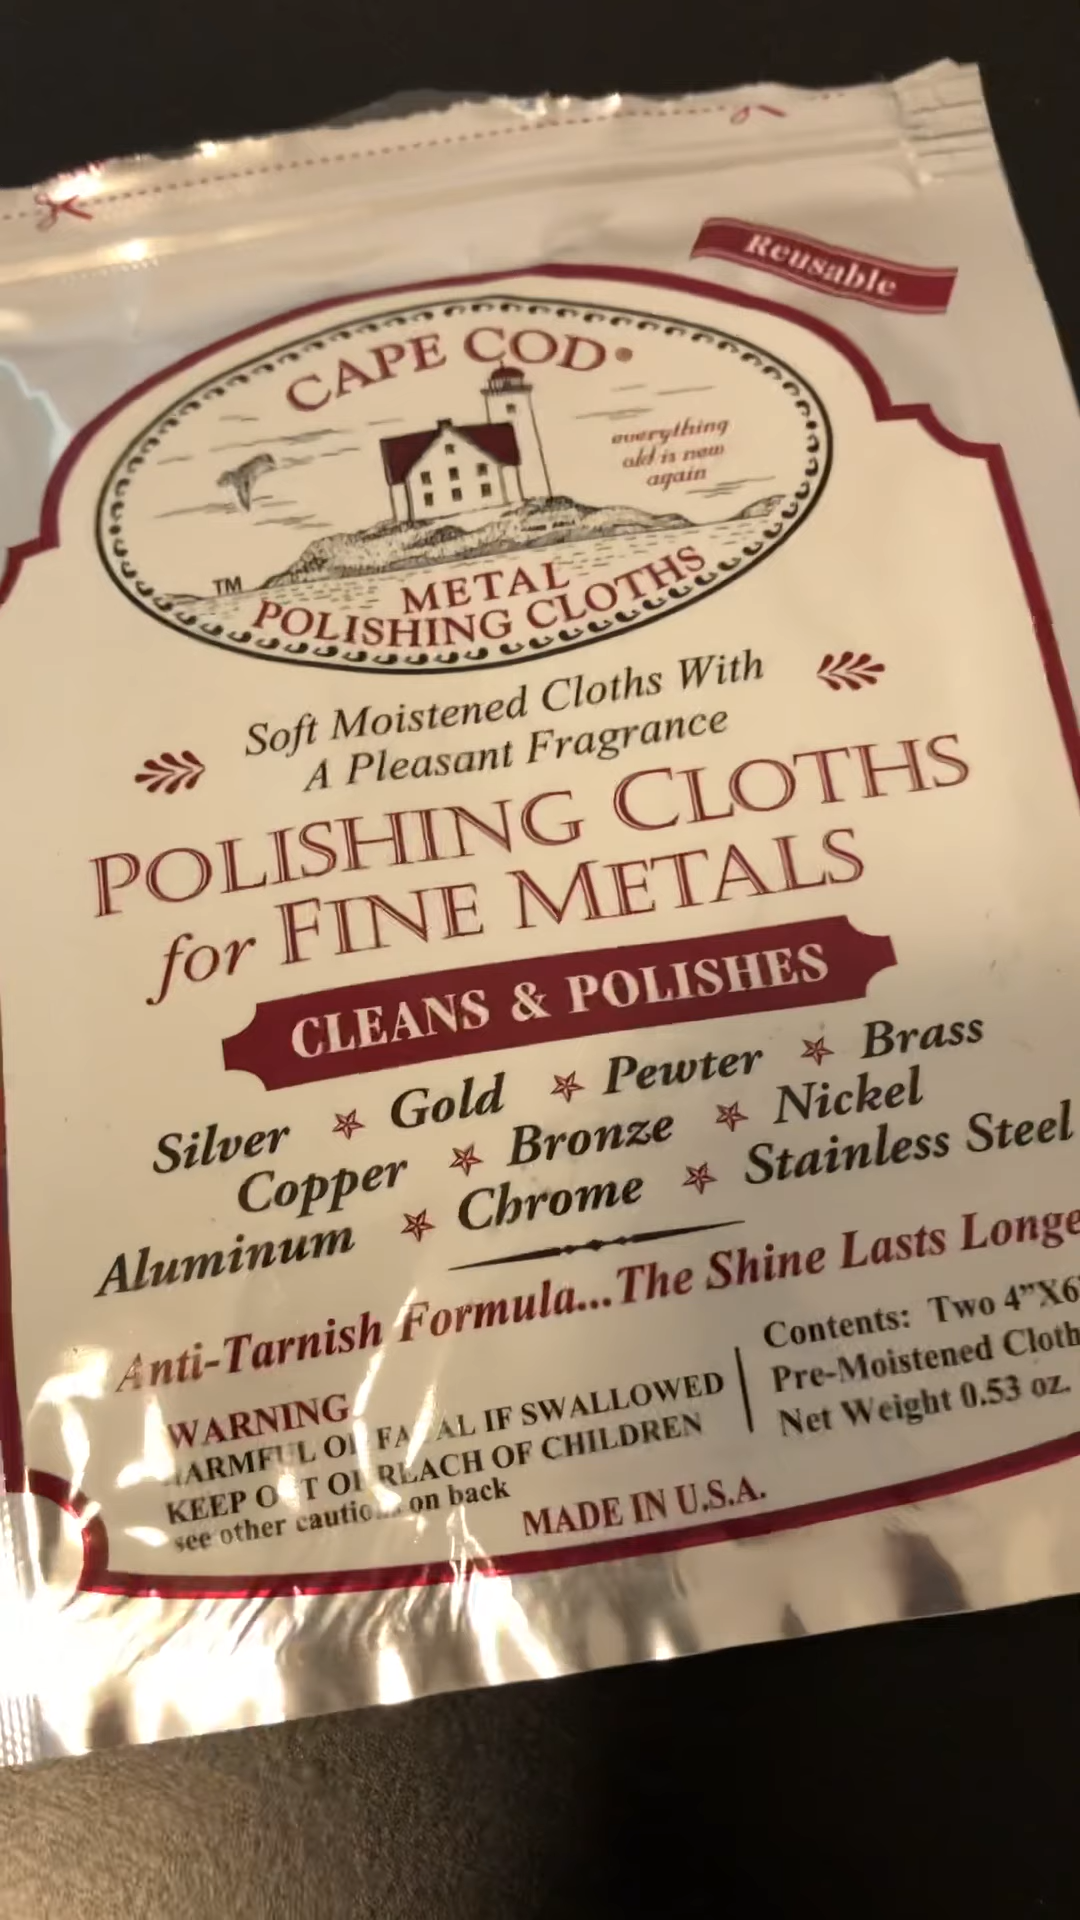 Reusable
CAPE COD®
everything
old is new
again
TM
METAL
POLISHING CLOTHS
Soft Moistened Cloths With
A Pleasant Fragrance
POLISHING CLOTHS
for FINE METALS
CLEANS & POLISHES
Silver Gold Pewter Brass
Copper Bronze Nickel
Aluminum Chrome Stainless Steel
Anti-Tarnish Formula...The Shine Lasts Longe
WARNING
HARMFUL OR FATAL IF SWALLOWED
KEEP OUT OF REACH OF CHILDREN
see other cautions on back
Contents: Two 4"X6"
Pre-Moistened Cloth
Net Weight 0.53 oz.
MADE IN U.S.A.